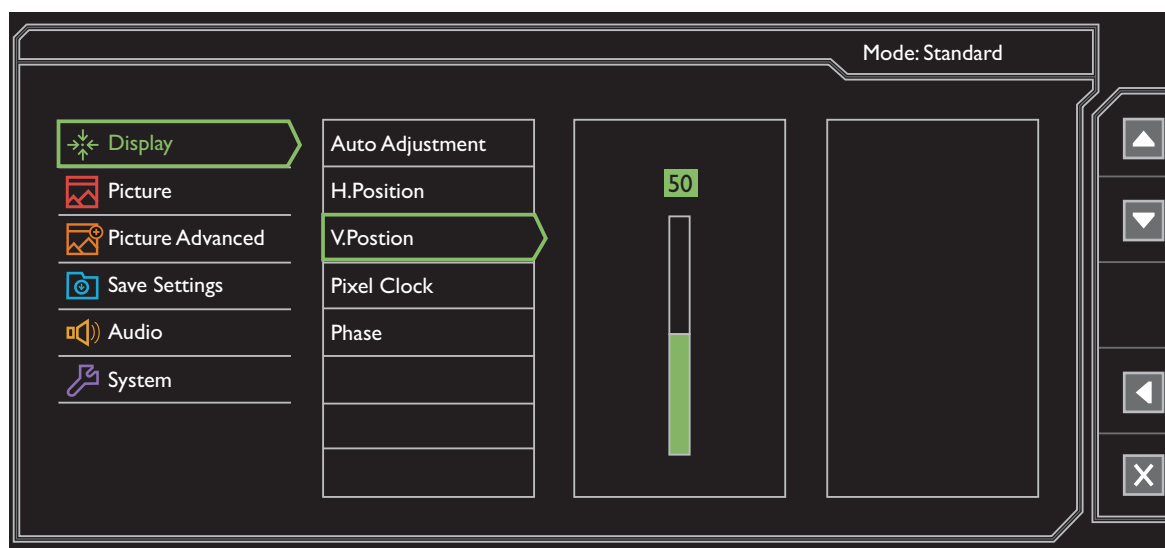 Mode: Standard
Display
Picture
Picture Advanced
Save Settings
Audio
System
Auto Adjustment
H.Position
V.Postion
Pixel Clock
Phase
50
X